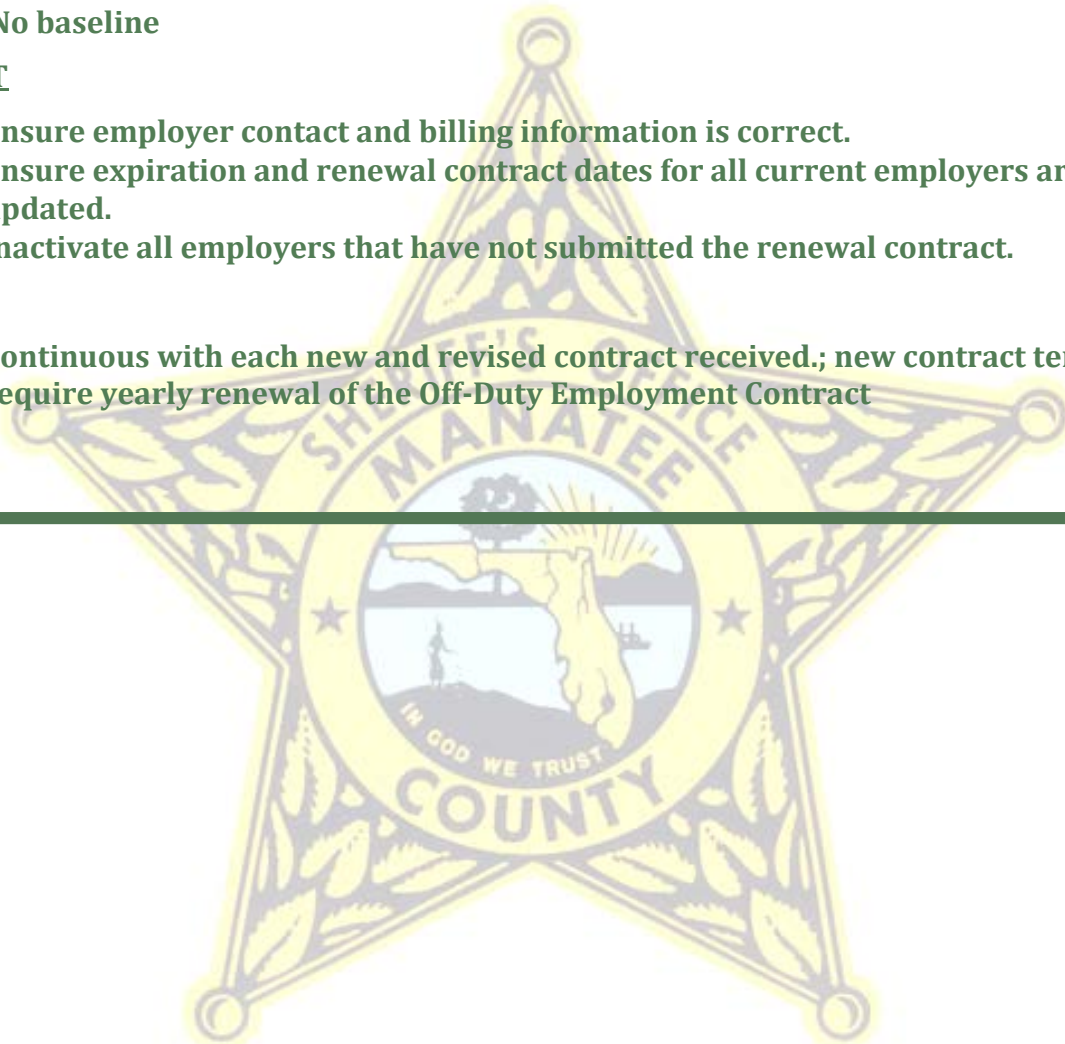 No baseline
T
nsure employer contact and billing information is correct.
nsure expiration and renewal contract dates for all current employers ar
pdated.
nactivate all employers that have not submitted the renewal contract.
ontinuous with each new and revised contract received.; new contract ter
equire yearly renewal of the Off-Duty Employment Contract
SHERIFF'S OFFICE
MANATEE
IN GOD WE TRUST
COUNTY